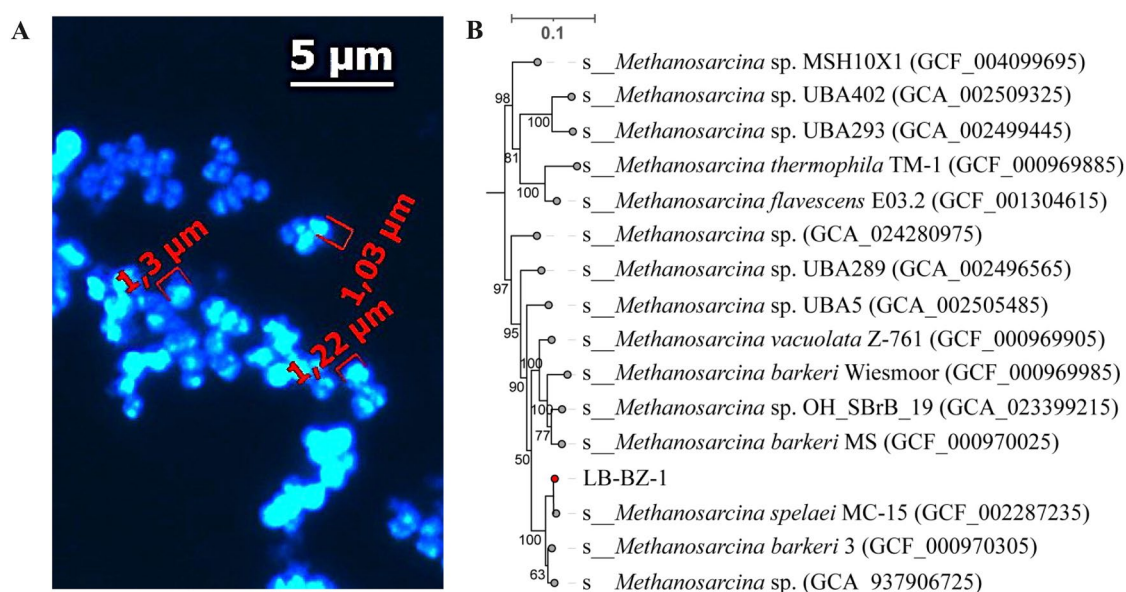 A
5 µm
1,3 µm
1,03 µm
1,22 µm
B
0.1
98
s__Methanosarcina sp. MSH10X1 (GCF_004099695)
s__Methanosarcina sp. UBA402 (GCA_002509325)
100
s__Methanosarcina sp. UBA293 (GCA_002499445)
81
s__Methanosarcina thermophila TM-1 (GCF_000969885)
100
s__Methanosarcina flavescens E03.2 (GCF_001304615)
s__Methanosarcina sp. (GCA_024280975)
97
s__Methanosarcina sp. UBA289 (GCA_002496565)
s__Methanosarcina sp. UBA5 (GCA_002505485)
95
s__Methanosarcina vacuolata Z-761 (GCF_000969905)
100
s__Methanosarcina barkeri Wiesmoor (GCF_000969985)
90
s__Methanosarcina sp. OH_SBrB_19 (GCA_023399215)
100
77
s__Methanosarcina barkeri MS (GCF_000970025)
50
LB-BZ-1
s__Methanosarcina spelaei MC-15 (GCF_002287235)
100
s__Methanosarcina barkeri 3 (GCF_000970305)
63
s__Methanosarcina sp. (GCA_937906725)